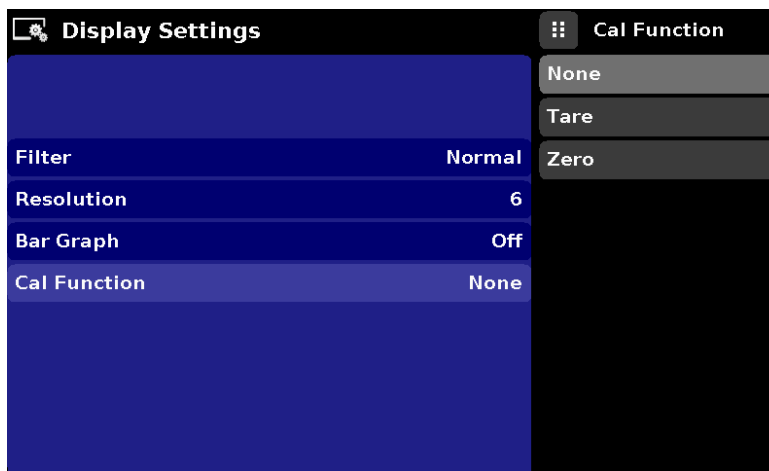 Display Settings
Filter Normal
Resolution 6
Bar Graph Off
Cal Function None
Cal Function
None
Tare
Zero